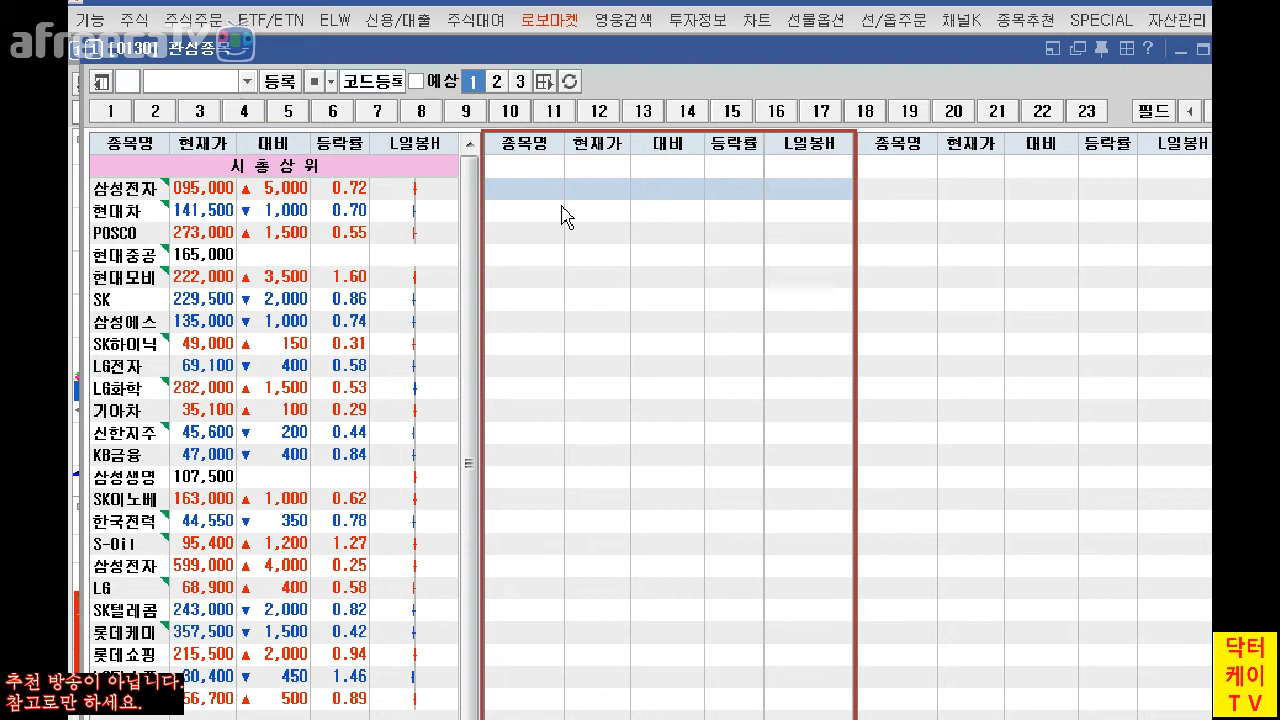 기능 주식 주식주문 ETF/ETN ELW 신용/대출 주식대여 로보마켓 영웅검색 투자정보 차트 선물옵션 선/옵주문 채널K 종목추천 SPECIAL 자산관리
afreecaTV
[0130] 관심종목
등록 코드등록 예상 1 2 3
1 2 3 4 5 6 7 8 9 10 11 12 13 14 15 16 17 18 19 20 21 22 23 필드
종목명 현재가 대비 등락률 L일봉H 종목명 현재가 대비 등락률 L일봉H 종목명 현재가 대비 등락률 L일봉H
시 총 상 위
삼성전자 095,000 ▲ 5,000 0.72
현대차 141,500 ▼ 1,000 0.70
POSCO 273,000 ▲ 1,500 0.55
현대중공 165,000
현대모비 222,000 ▲ 3,500 1.60
SK 229,500 ▼ 2,000 0.86
삼성에스 135,000 ▼ 1,000 0.74
SK하이닉 49,000 ▲ 150 0.31
LG전자 69,100 ▼ 400 0.58
LG화학 282,000 ▲ 1,500 0.53
기아차 35,100 ▲ 100 0.29
신한지주 45,600 ▼ 200 0.44
KB금융 47,000 ▼ 400 0.84
삼성생명 107,500
SK이노베 163,000 ▲ 1,000 0.62
한국전력 44,550 ▼ 350 0.78
S-Oil 95,400 ▲ 1,200 1.27
삼성전자 599,000 ▲ 4,000 0.25
LG 68,900 ▲ 400 0.58
SK텔레콤 243,000 ▼ 2,000 0.82
롯데케미 357,500 ▼ 1,500 0.42
롯데쇼핑 215,500 ▲ 2,000 0.94
30,400 ▼ 450 1.46
56,700 ▲ 500 0.89
추천 방송이 아닙니다.
참고로만 하세요.
닥터
케이
T V